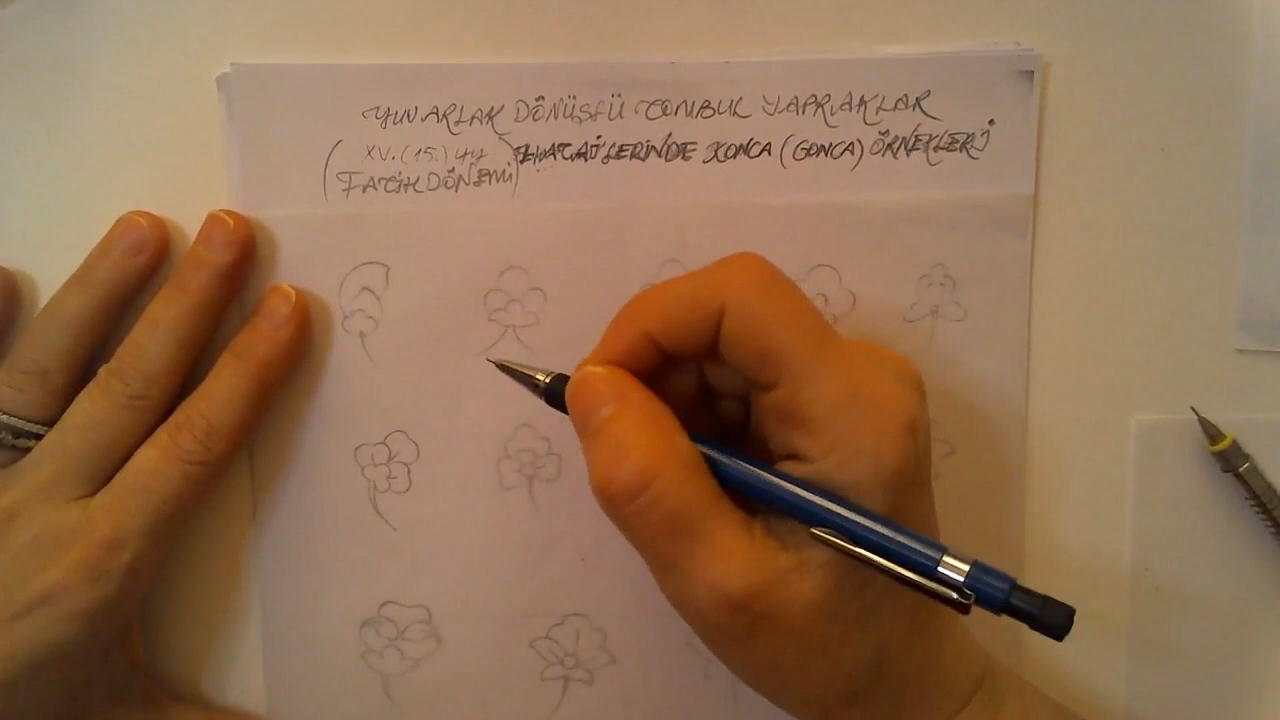 YUVARLAK DÖNÜŞLÜ TOMBUL YAPRAKLAR
(XV. (15.) yy HATAİLERİNDE KONCA (GONCA) ÖRNEKLERİ
FATİH DÖNEMİ)